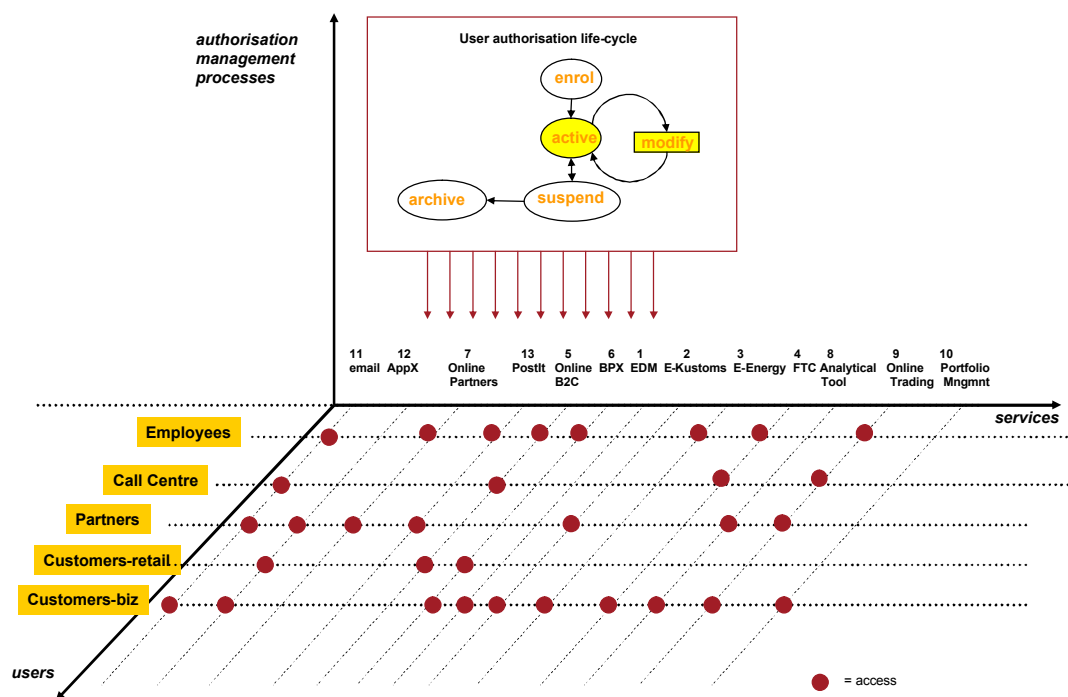 authorisation
management
processes
User authorisation life-cycle
enrol
active
modify
archive
suspend
11
email
12
AppX
7
Online
Partners
13
PostIt
5
Online
B2C
6
BPX
1
EDM
2
E-Kustoms
3
E-Energy
4
FTC
8
Analytical
Tool
9
Online
Trading
10
Portfolio
Mngmnt
services
Employees
Call Centre
Partners
Customers-retail
Customers-biz
users
= access